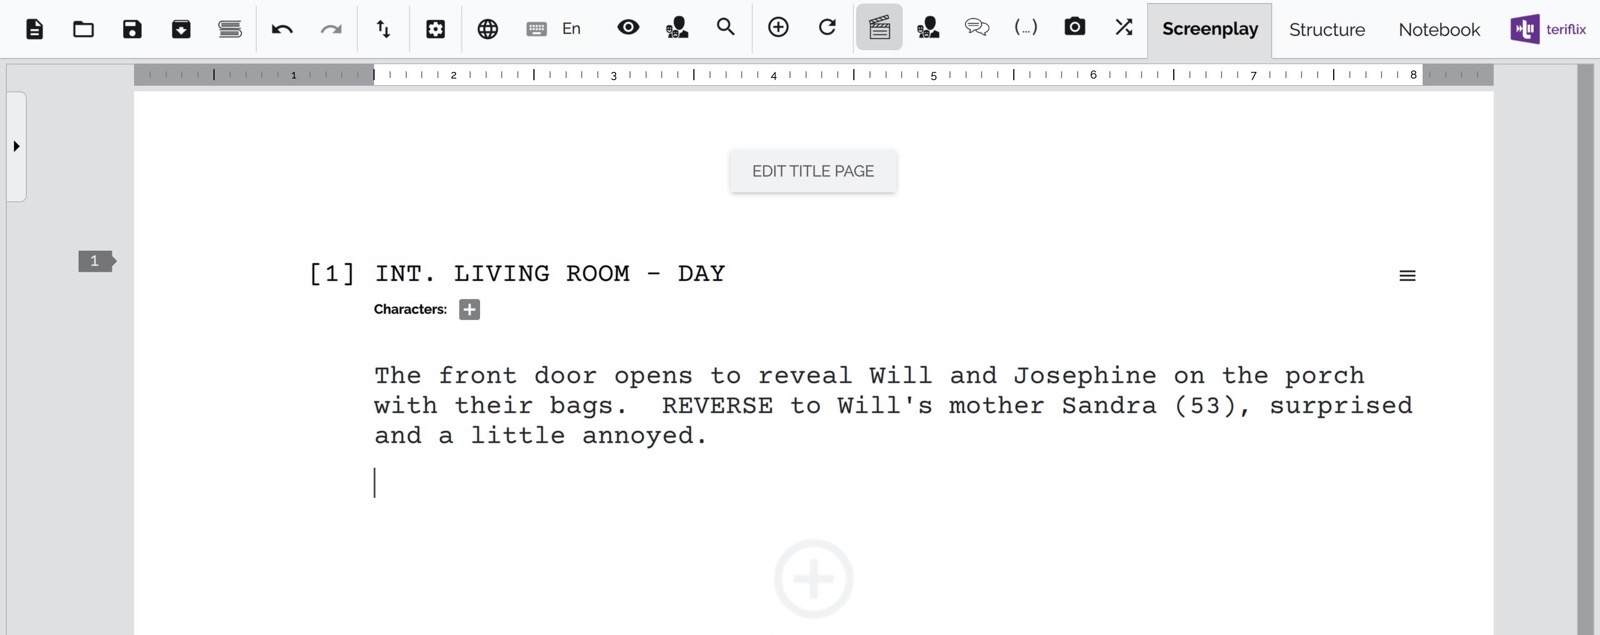 En
(...)
Screenplay
Structure
Notebook
teriflix
1 2 3 4 5 6 7 8
EDIT TITLE PAGE
1
[1] INT. LIVING ROOM - DAY
Characters:
The front door opens to reveal Will and Josephine on the porch
with their bags.  REVERSE to Will's mother Sandra (53), surprised
and a little annoyed.